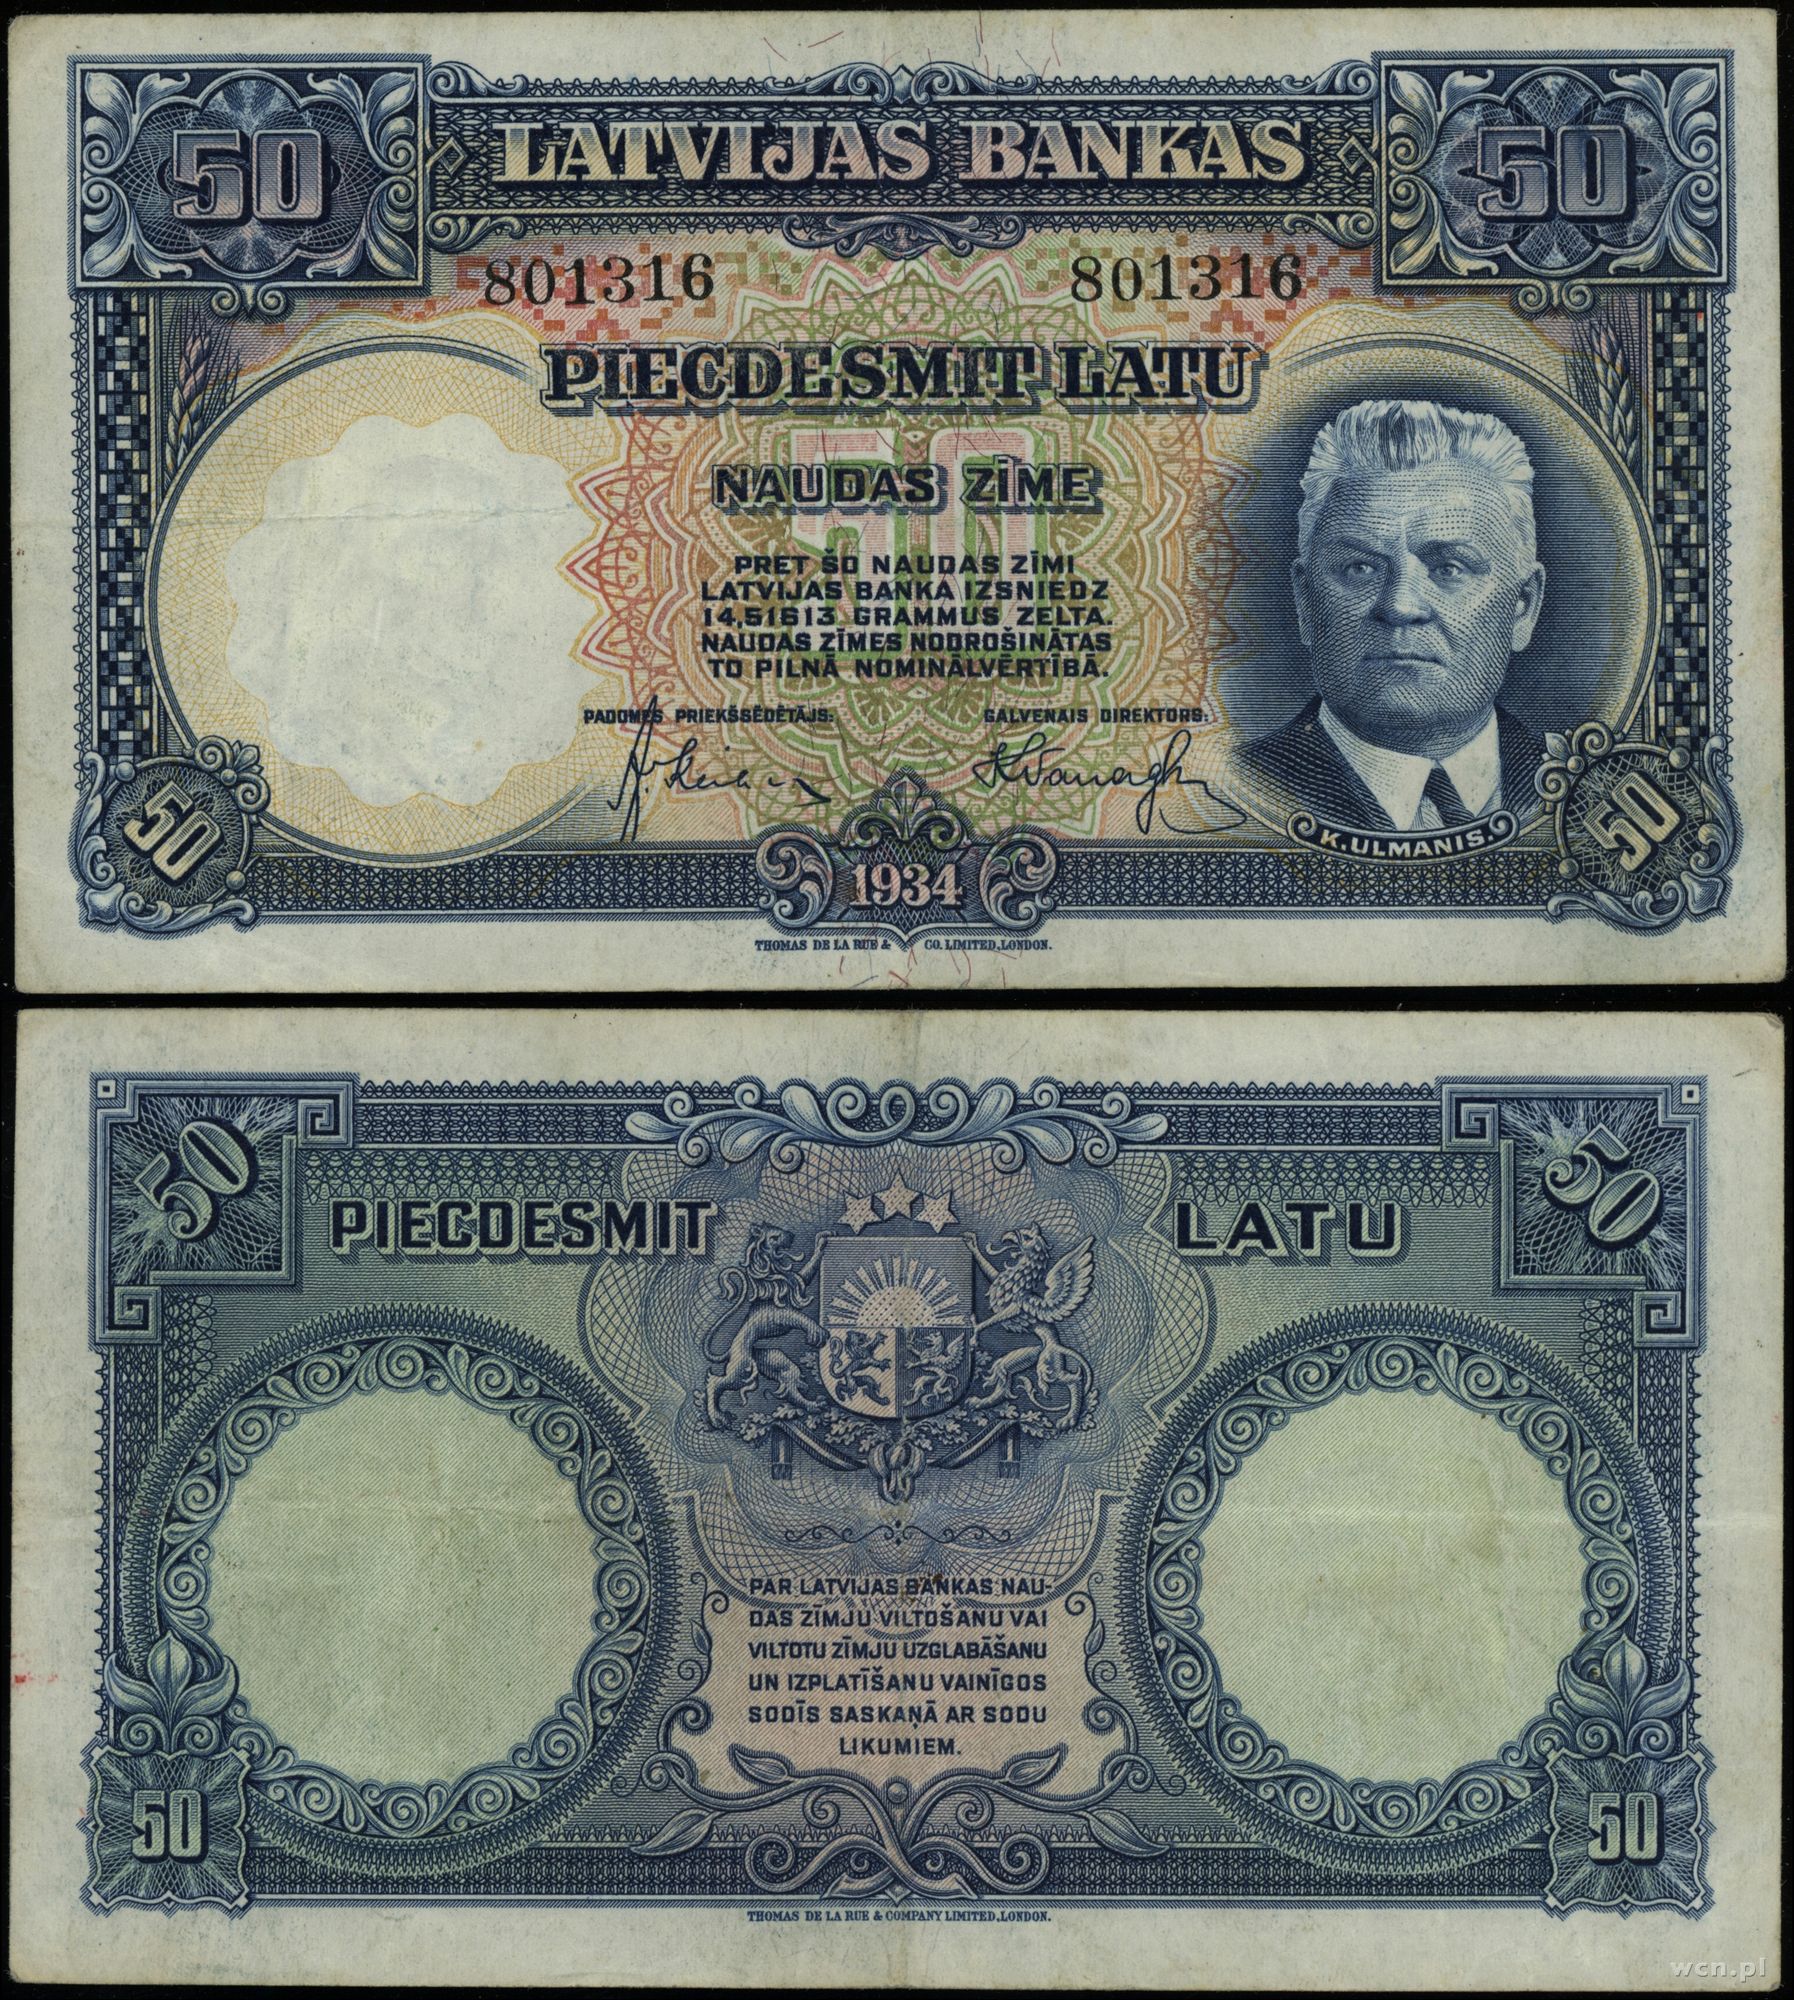 50 LATVIJAS BANKAS 50
801316 801316
PIECDESMIT LATU
50
NAUDAS ZĪME
PRET ŠO NAUDAS ZĪMI
LATVIJAS BANKA IZSNIEDZ
14,51613 GRAMMUS ZELTA.
NAUDAS ZĪMES NODROŠINĀTAS
TO PILNĀ NOMINĀLVĒRTĪBĀ.
PADOMES PRIEKŠSĒDĒTĀJS: GALVENAIS DIREKTORS:
50 K. ULMANIS. 50
1934
THOMAS DE LA RUE & CO. LIMITED, LONDON.
50 50
PIECDESMIT LATU
PAR LATVIJAS BANKAS NAU-
DAS ZĪMJU VILTOŠANU VAI
VILTOTU ZĪMJU UZGLABĀŠANU
UN IZPLATĪŠANU VAINĪGOS
SODĪS SASKAŅĀ AR SODU
LIKUMIEM.
50 50
THOMAS DE LA RUE & COMPANY LIMITED, LONDON.
wcn.pl